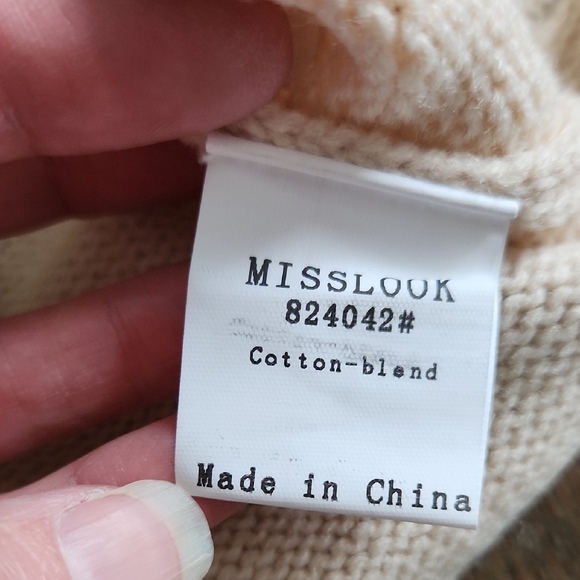 MISSLOOK
824042#
Cotton-blend
Made in China